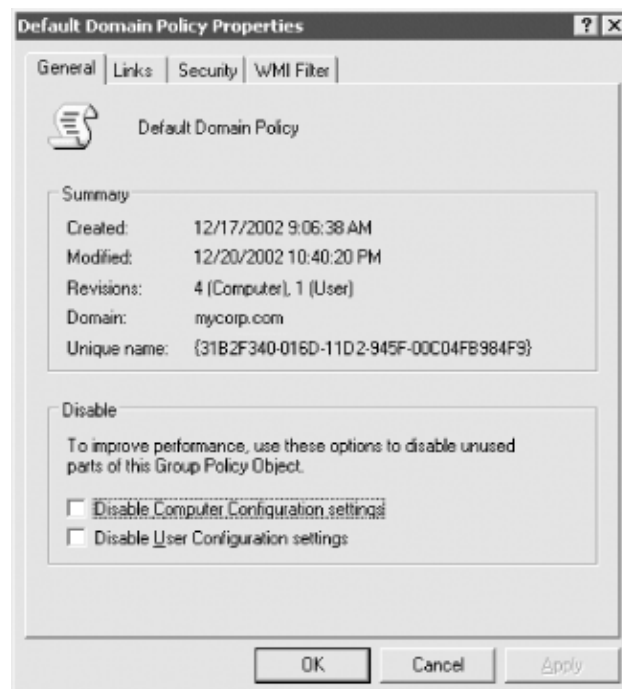 Default Domain Policy Properties
General Links Security WMI Filter
Default Domain Policy
Summary
Created: 12/17/2002 9:06:38 AM
Modified: 12/20/2002 10:40:20 PM
Revisions: 4 (Computer), 1 (User)
Domain: mycorp.com
Unique name: {31B2F340-016D-11D2-945F-00C04FB984F9}
Disable
To improve performance, use these options to disable unused
parts of this Group Policy Object.
Disable Computer Configuration settings
Disable User Configuration settings
OK Cancel Apply